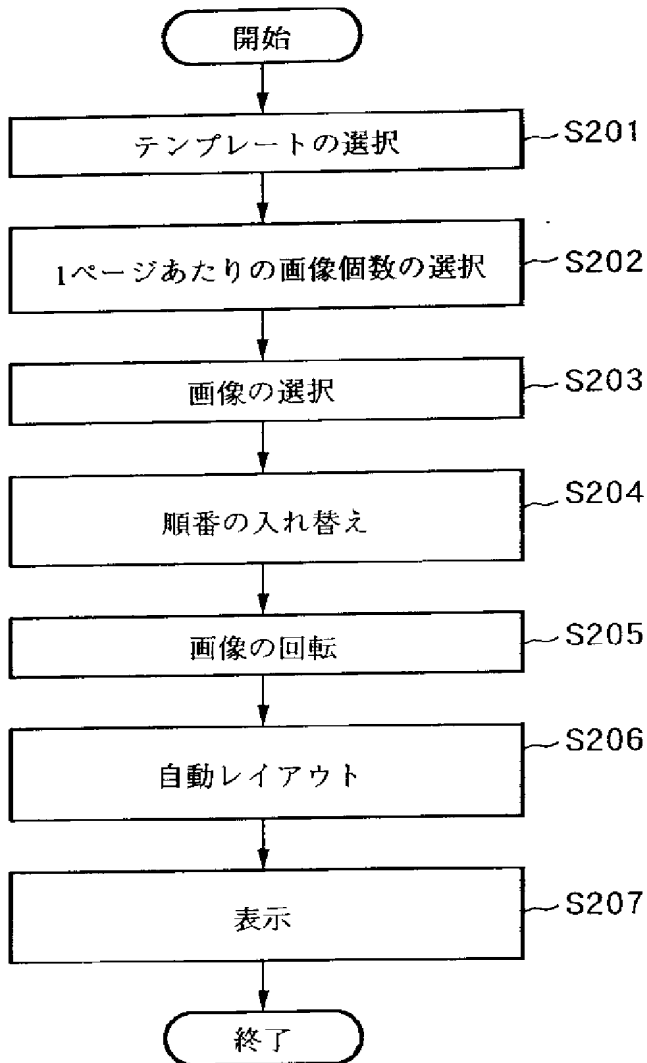 開始
テンプレートの選択
S201
1ページあたりの画像個数の選択
S202
画像の選択
S203
順番の入れ替え
S204
画像の回転
S205
自動レイアウト
S206
表示
S207
終了